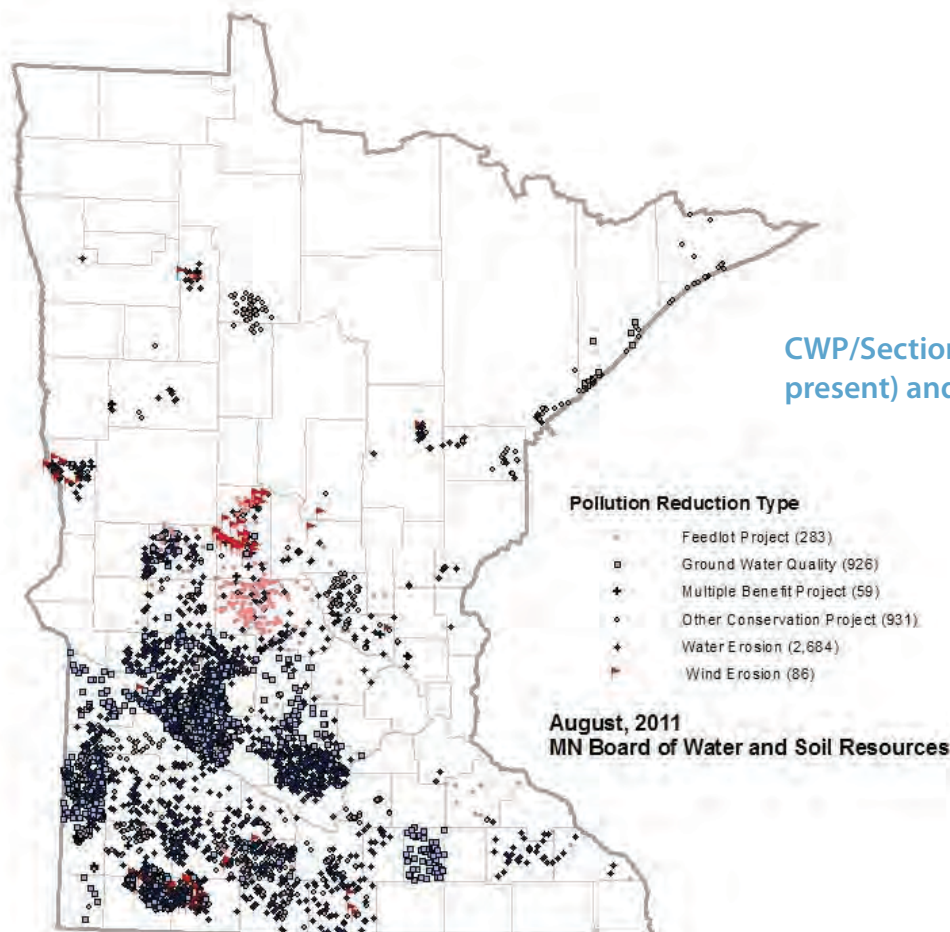 CWP/Section
present) and
Pollution Reduction Type
Feedlot Project (283)
Ground Water Quality (926)
Multiple Benefit Project (59)
Other Conservation Project (931)
Water Erosion (2,684)
Wind Erosion (86)
August, 2011
MN Board of Water and Soil Resources